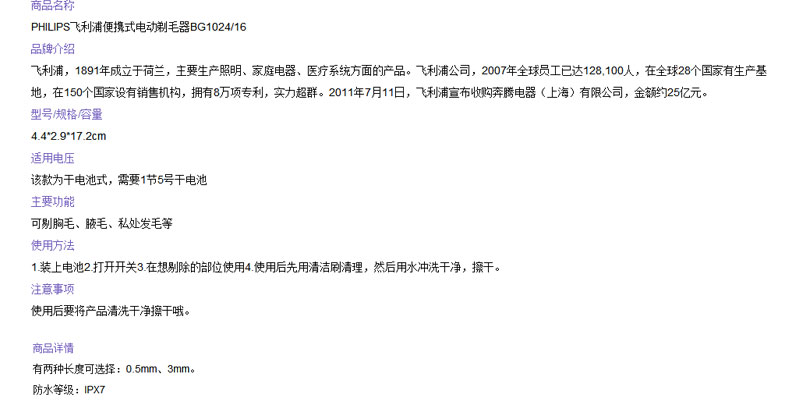 商品名称
PHILIPS飞利浦便携式电动剃毛器BG1024/16
品牌介绍
飞利浦，1891年成立于荷兰，主要生产照明、家庭电器、医疗系统方面的产品。飞利浦公司，2007年全球员工已达128,100人，在全球28个国家有生产基
地，在150个国家设有销售机构，拥有8万项专利，实力超群。2011年7月11日，飞利浦宣布收购奔腾电器（上海）有限公司，金额约25亿元。
型号/规格/容量
4.4*2.9*17.2cm
适用电压
该款为干电池式，需要1节5号干电池
主要功能
可剔胸毛、腋毛、私处发毛等
使用方法
1.装上电池2.打开开关3.在想剔除的部位使用4.使用后先用清洁刷清理，然后用水冲洗干净，擦干。
注意事项
使用后要将产品清洗干净擦干哦。
商品详情
有两种长度可选择：0.5mm、3mm。
防水等级：IPX7